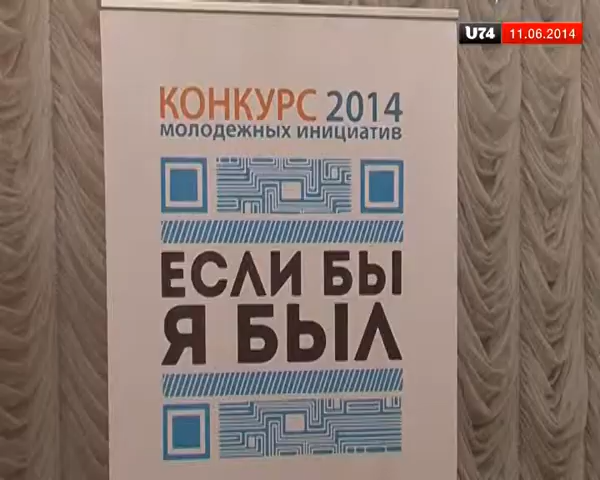 U74 11.06.2014
КОНКУРС 2014
МОЛОДЕЖНЫХ ИНИЦИАТИВ
ЕСЛИ БЫ
Я БЫЛ